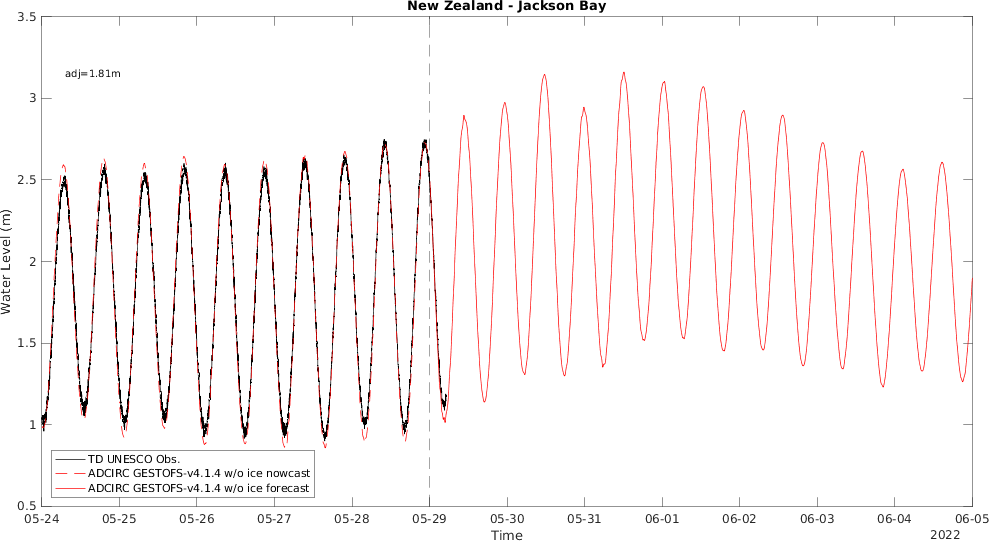 New Zealand - Jackson Bay
adj=1.81m
3.5
3
2.5
2
1.5
1
0.5
Water Level (m)
TD UNESCO Obs.
ADCIRC GESTOFS-v4.1.4 w/o ice nowcast
ADCIRC GESTOFS-v4.1.4 w/o ice forecast
05-24 05-25 05-26 05-27 05-28 05-29 05-30 05-31 06-01 06-02 06-03 06-04 06-05
Time
2022